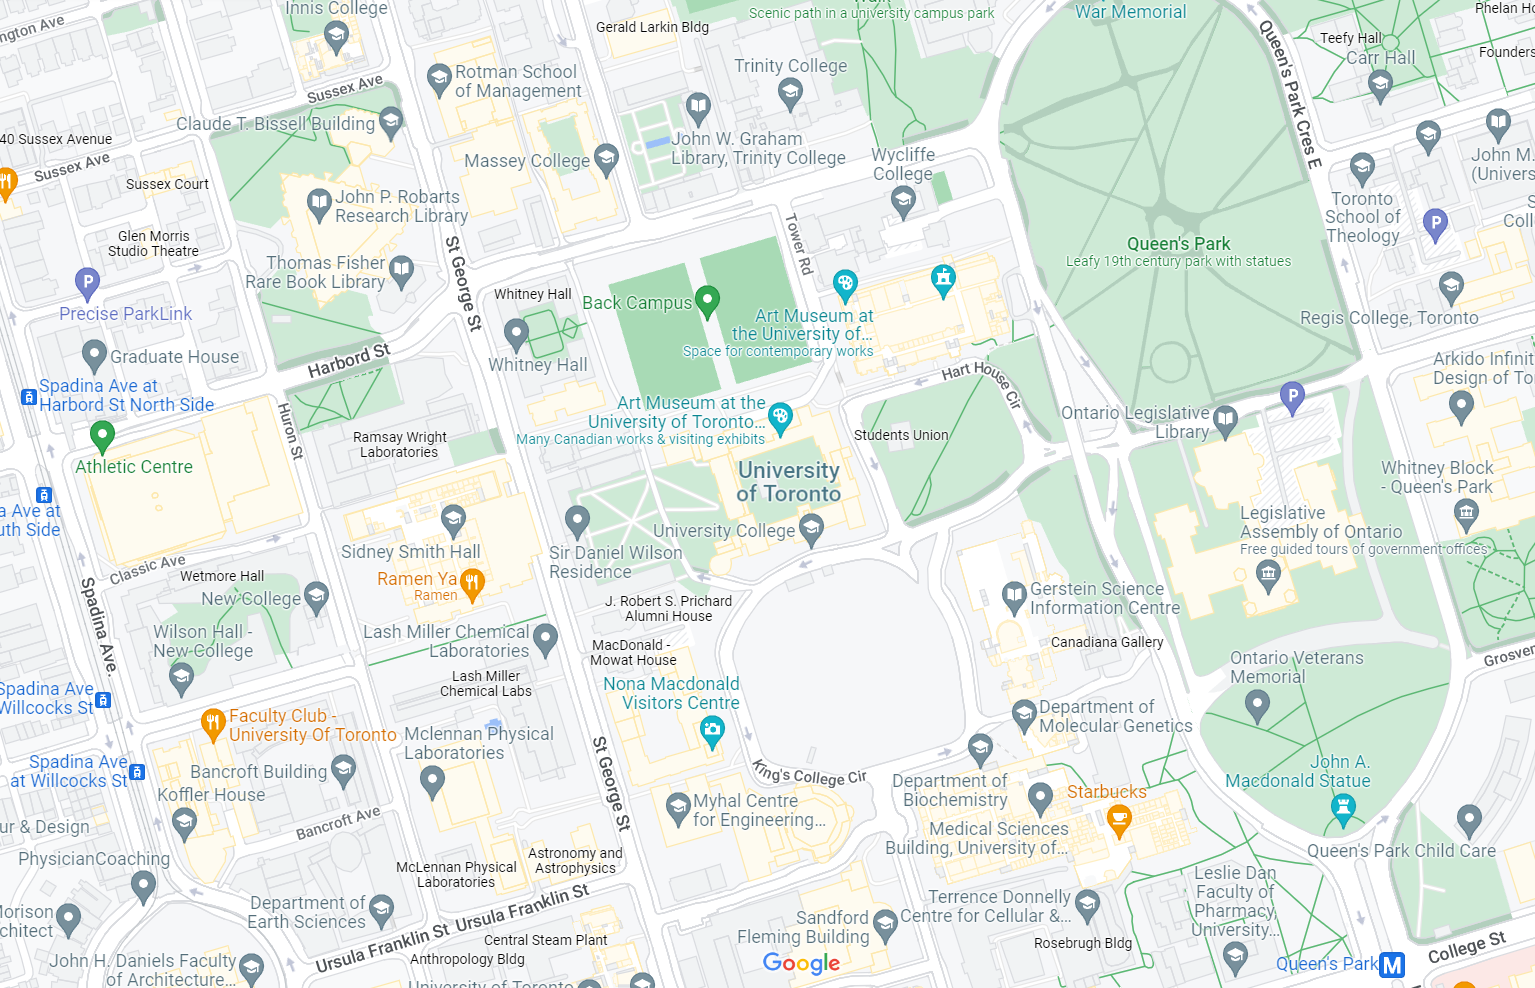 ngton Ave
Innis College
Gerald Larkin Bldg
Walk
Scenic path in a university campus park
War Memorial
Queen's Park Cres E
Phelan Ho
Teefy Hall
Carr Hall
Founders
Rotman School
of Management
Trinity College
Sussex Ave
Claude T. Bissell Building
40 Sussex Avenue
Sussex Ave
Massey College
John W. Graham
Library, Trinity College
Wycliffe
College
John M.
(Univers
Sussex Court
John P. Robarts
Research Library
Toronto
School of
Theology
P
S
Coll
Glen Morris
Studio Theatre
St George St
Tower Rd
Queen's Park
Leafy 19th century park with statues
Thomas Fisher
Rare Book Library
P
Precise ParkLink
Whitney Hall
Back Campus
Art Museum at
the University of...
Space for contemporary works
Regis College, Toronto
Graduate House
Harbord St
Whitney Hall
Hart House Cir
Arkido Infinit
Design of To
Spadina Ave at
Harbord St North Side
Huron St
Art Museum at the
University of Toronto...
Many Canadian works & visiting exhibits
P
Ontario Legislative
Library
Students Union
Ramsay Wright
Laboratories
Athletic Centre
University
of Toronto
Whitney Block
- Queen's Park
a Ave at
uth Side
Legislative
Assembly of Ontario
Free guided tours of government offices
University College
Sidney Smith Hall
Sir Daniel Wilson
Residence
Classic Ave
Wetmore Hall
Ramen Ya
Ramen
New College
J. Robert S. Prichard
Alumni House
Gerstein Science
Information Centre
Spadina Ave.
Wilson Hall -
New College
Lash Miller Chemical
Laboratories
MacDonald -
Mowat House
Canadiana Gallery
Grosven
Ontario Veterans
Memorial
Spadina Ave
Willcocks St
Lash Miller
Chemical Labs
Nona Macdonald
Visitors Centre
Faculty Club -
University Of Toronto
Mclennan Physical
Laboratories
Department of
Molecular Genetics
Spadina Ave
at Willcocks St
Bancroft Building
St George St
King's College Cir
John A.
Macdonald Statue
Koffler House
Department of
Biochemistry
Starbucks
Bancroft Ave
Myhal Centre
for Engineering...
ur & Design
Medical Sciences
Building, University of...
PhysicianCoaching
McLennan Physical
Laboratories
Astronomy and
Astrophysics
Queen's Park Child Care
Leslie Dan
Faculty of
Pharmacy,
University...
Morison
chitect
Department of
Earth Sciences
Ursula Franklin St
Ursula Franklin St
Terrence Donnelly
Centre for Cellular &...
Sandford
Fleming Building
Central Steam Plant
Rosebrugh Bldg
College St
John H. Daniels Faculty
of Architecture...
Anthropology Bldg
Google
Queen's Park
M
University of Toronto